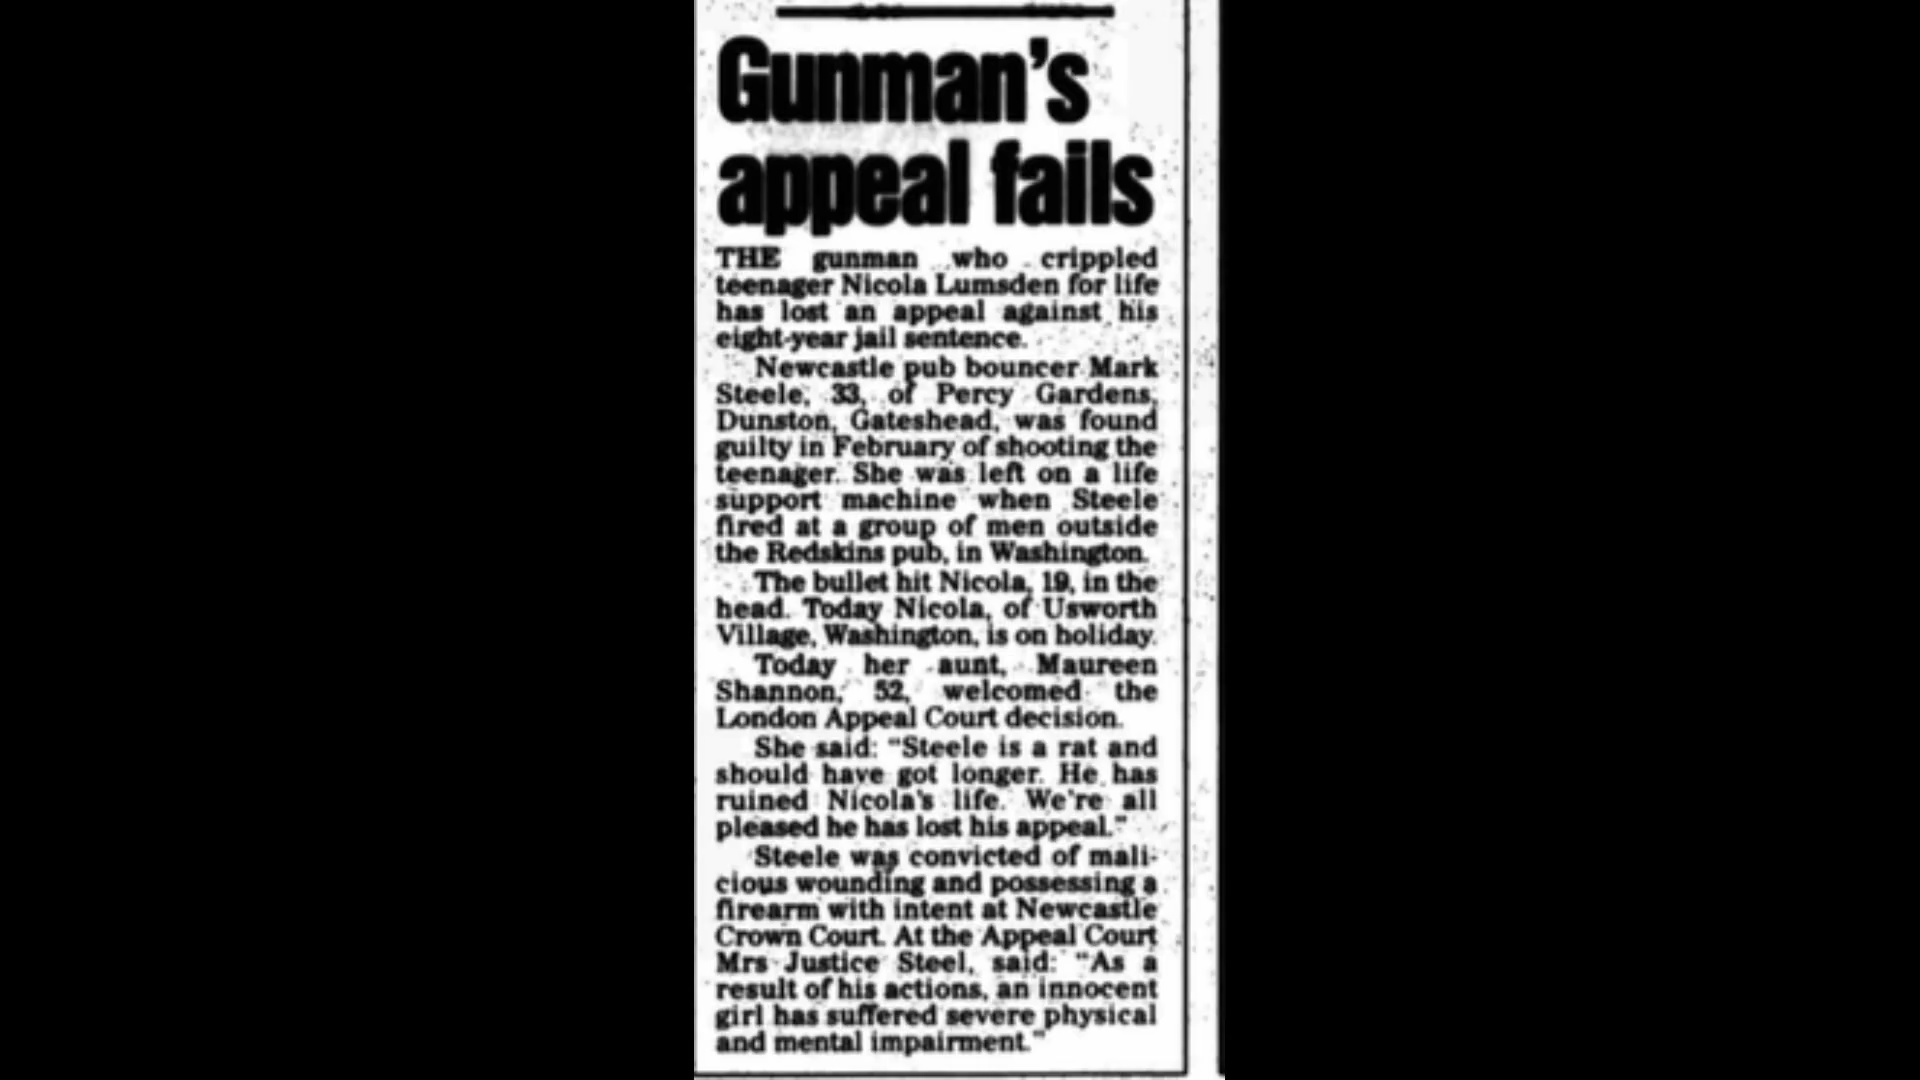 Gunman's
appeal fails
THE gunman who crippled
teenager Nicola Lumsden for life
has lost an appeal against his
eight-year jail sentence.
Newcastle pub bouncer Mark
Steele, 33, of Percy Gardens,
Dunston, Gateshead, was found
guilty in February of shooting the
teenager. She was left on a life
support machine when Steele
fired at a group of men outside
the Redskins pub, in Washington.
The bullet hit Nicola, 19, in the
head. Today Nicola, of Usworth
Village, Washington, is on holiday.
Today her aunt, Maureen
Shannon, 52, welcomed the
London Appeal Court decision.
She said: "Steele is a rat and
should have got longer. He has
ruined Nicola's life. We're all
pleased he has lost his appeal."
Steele was convicted of mali-
cious wounding and possessing a
firearm with intent at Newcastle
Crown Court. At the Appeal Court
Mrs Justice Steel, said: "As a
result of his actions, an innocent
girl has suffered severe physical
and mental impairment."